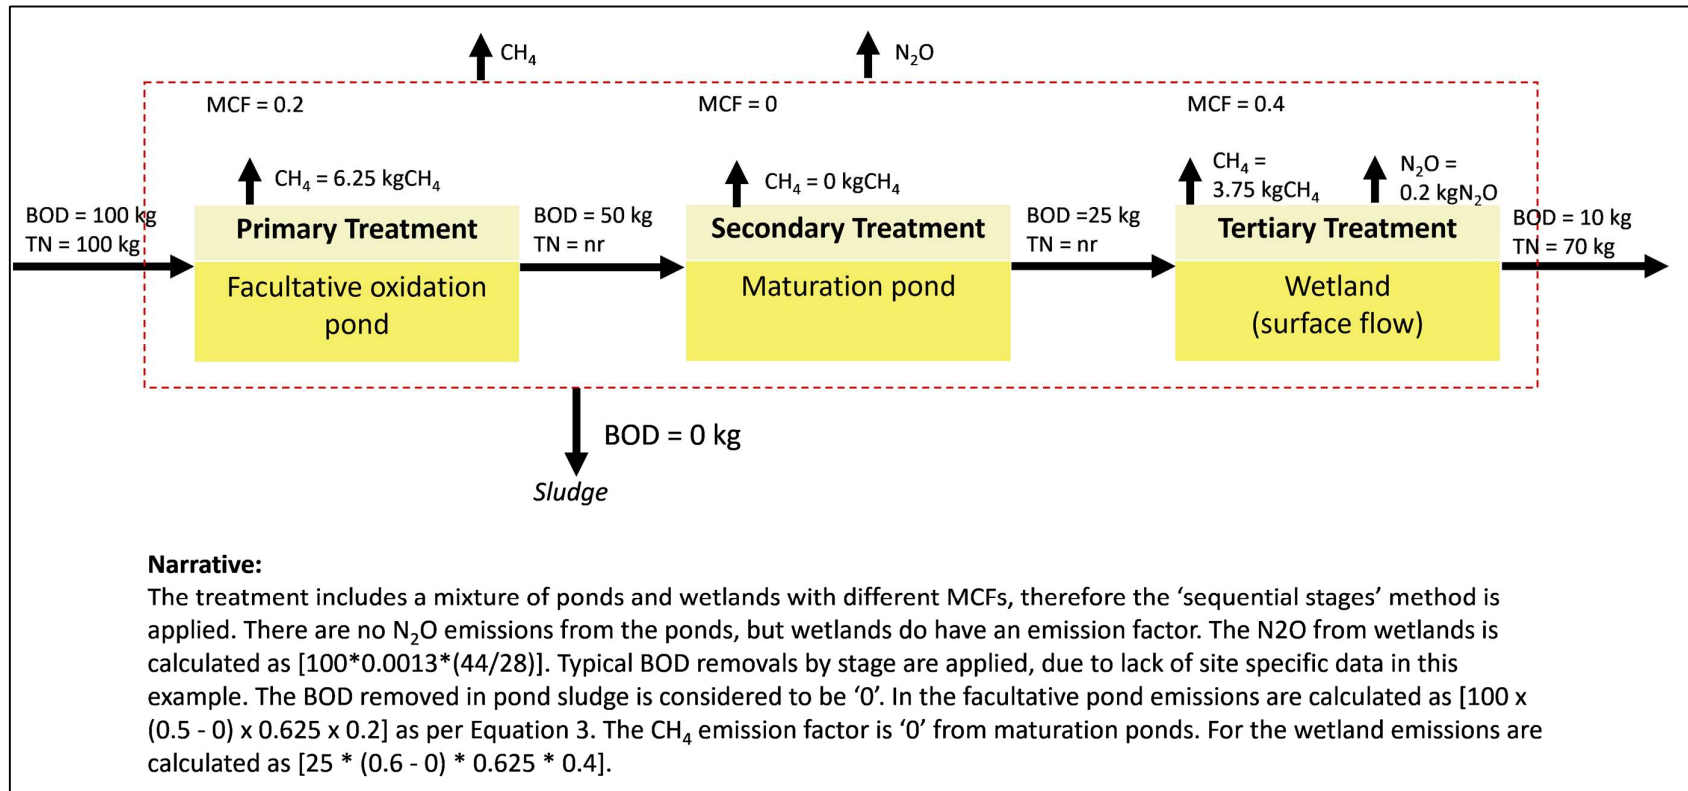 CH₄
N₂O
MCF = 0.2
MCF = 0
MCF = 0.4
CH₄ = 6.25 kgCH₄
CH₄ = 0 kgCH₄
CH₄ =
3.75 kgCH₄
N₂O =
0.2 kgN₂O
BOD = 100 kg
TN = 100 kg
Primary Treatment
Facultative oxidation
pond
BOD = 50 kg
TN = nr
Secondary Treatment
Maturation pond
BOD =25 kg
TN = nr
Tertiary Treatment
Wetland
(surface flow)
BOD = 10 kg
TN = 70 kg
BOD = 0 kg
Sludge
Narrative:
The treatment includes a mixture of ponds and wetlands with different MCFs, therefore the ‘sequential stages’ method is
applied. There are no N₂O emissions from the ponds, but wetlands do have an emission factor. The N2O from wetlands is
calculated as [100*0.0013*(44/28)]. Typical BOD removals by stage are applied, due to lack of site specific data in this
example. The BOD removed in pond sludge is considered to be ‘0’. In the facultative pond emissions are calculated as [100 x
(0.5 - 0) x 0.625 x 0.2] as per Equation 3. The CH₄ emission factor is ‘0’ from maturation ponds. For the wetland emissions are
calculated as [25 * (0.6 - 0) * 0.625 * 0.4].